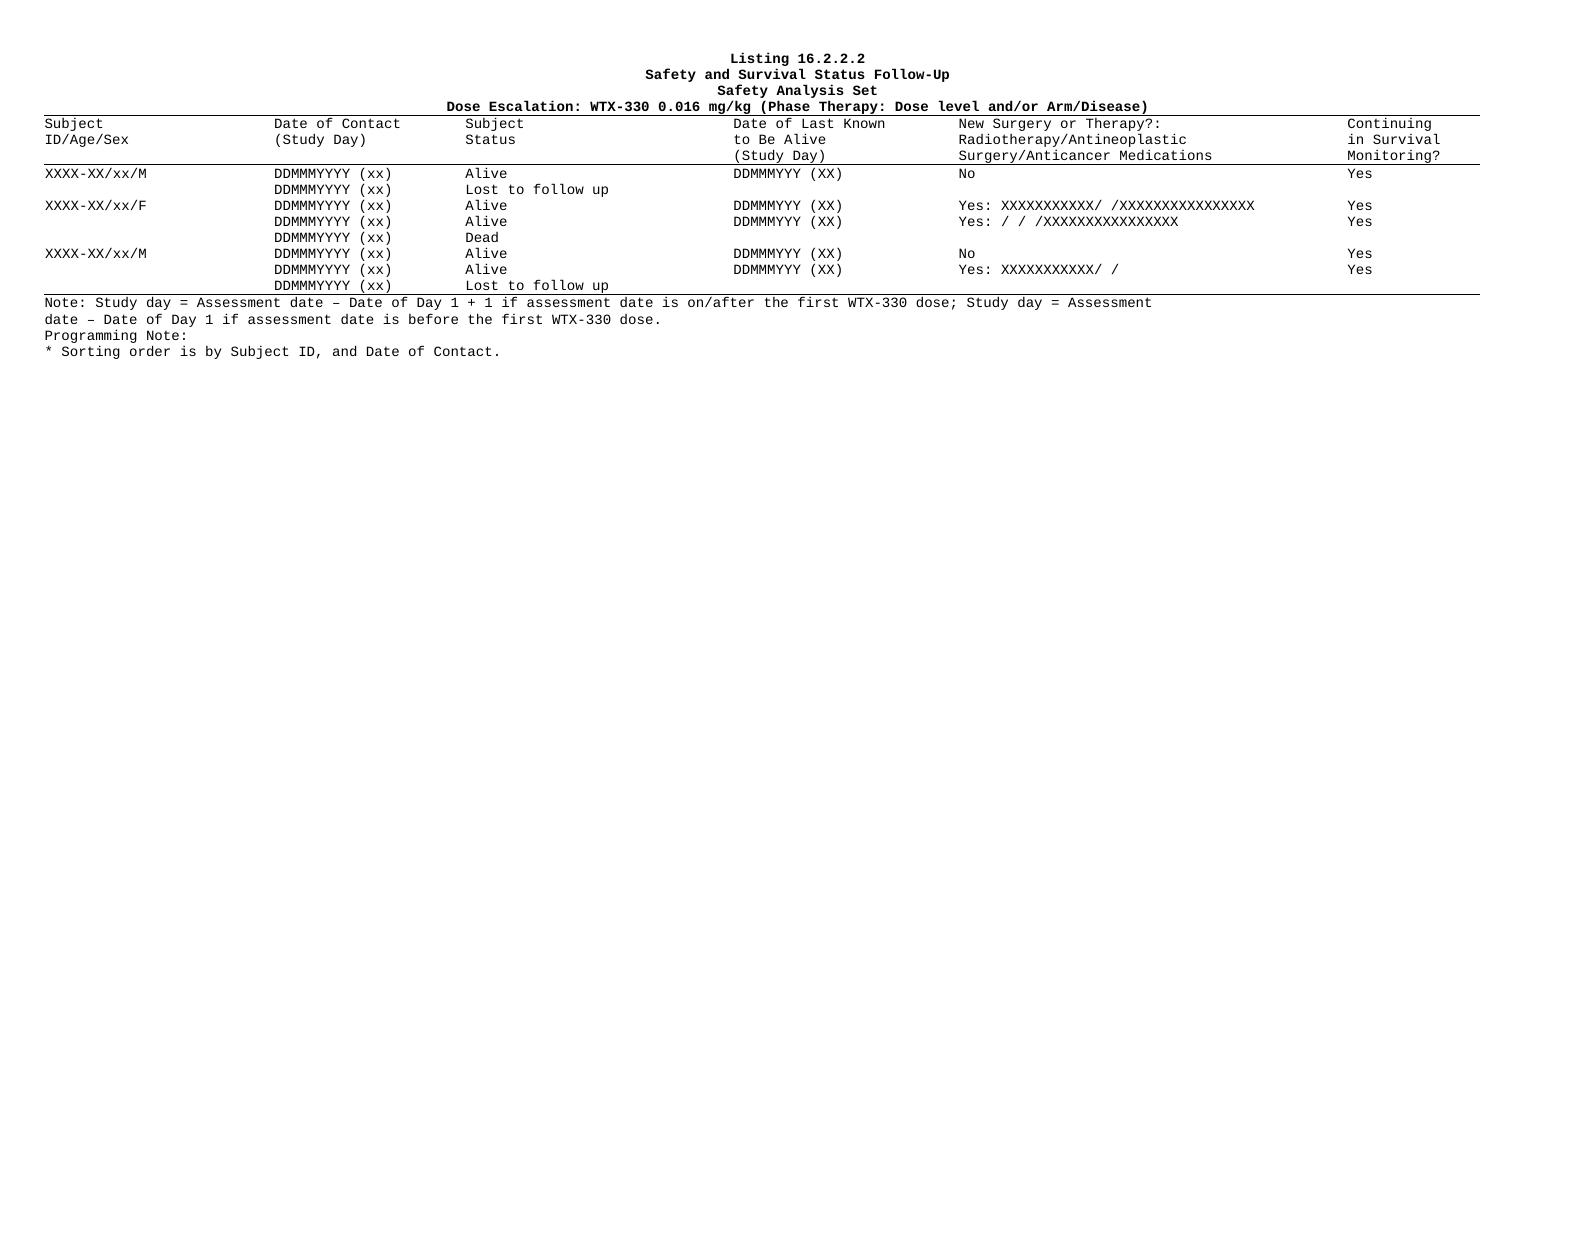 Listing 16.2.2.2
Safety and Survival Status Follow-Up
Safety Analysis Set
Dose Escalation: WTX-330 0.016 mg/kg (Phase Therapy: Dose level and/or Arm/Disease)
Subject Date of Contact Subject Date of Last Known New Surgery or Therapy?: Continuing
ID/Age/Sex (Study Day) Status to Be Alive Radiotherapy/Antineoplastic in Survival
(Study Day) Surgery/Anticancer Medications Monitoring?
XXXX-XX/xx/M DDMMMYYYY (xx) Alive DDMMMYYY (XX) No Yes
DDMMMYYYY (xx) Lost to follow up
XXXX-XX/xx/F DDMMMYYYY (xx) Alive DDMMMYYY (XX) Yes: XXXXXXXXXXX/ /XXXXXXXXXXXXXXXX Yes
DDMMMYYYY (xx) Alive DDMMMYYY (XX) Yes: / / /XXXXXXXXXXXXXXXX Yes
DDMMMYYYY (xx) Dead
XXXX-XX/xx/M DDMMMYYYY (xx) Alive DDMMMYYY (XX) No Yes
DDMMMYYYY (xx) Alive DDMMMYYY (XX) Yes: XXXXXXXXXXX/ / Yes
DDMMMYYYY (xx) Lost to follow up
Note: Study day = Assessment date – Date of Day 1 + 1 if assessment date is on/after the first WTX-330 dose; Study day = Assessment
date – Date of Day 1 if assessment date is before the first WTX-330 dose.
Programming Note:
* Sorting order is by Subject ID, and Date of Contact.